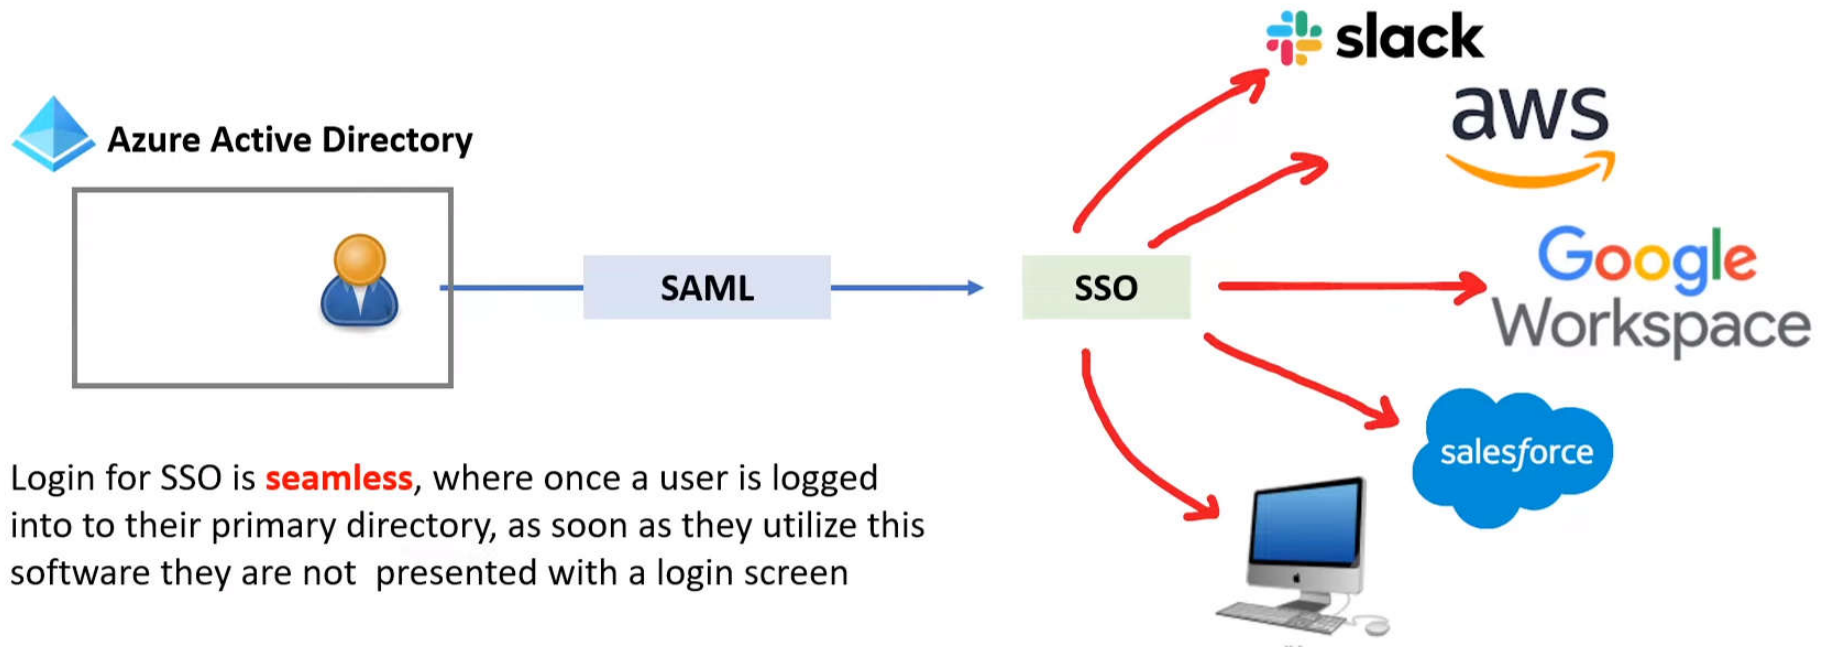 slack
aws
Azure Active Directory
Google
Workspace
SAML
SSO
salesforce
Login for SSO is seamless, where once a user is logged
into to their primary directory, as soon as they utilize this
software they are not presented with a login screen